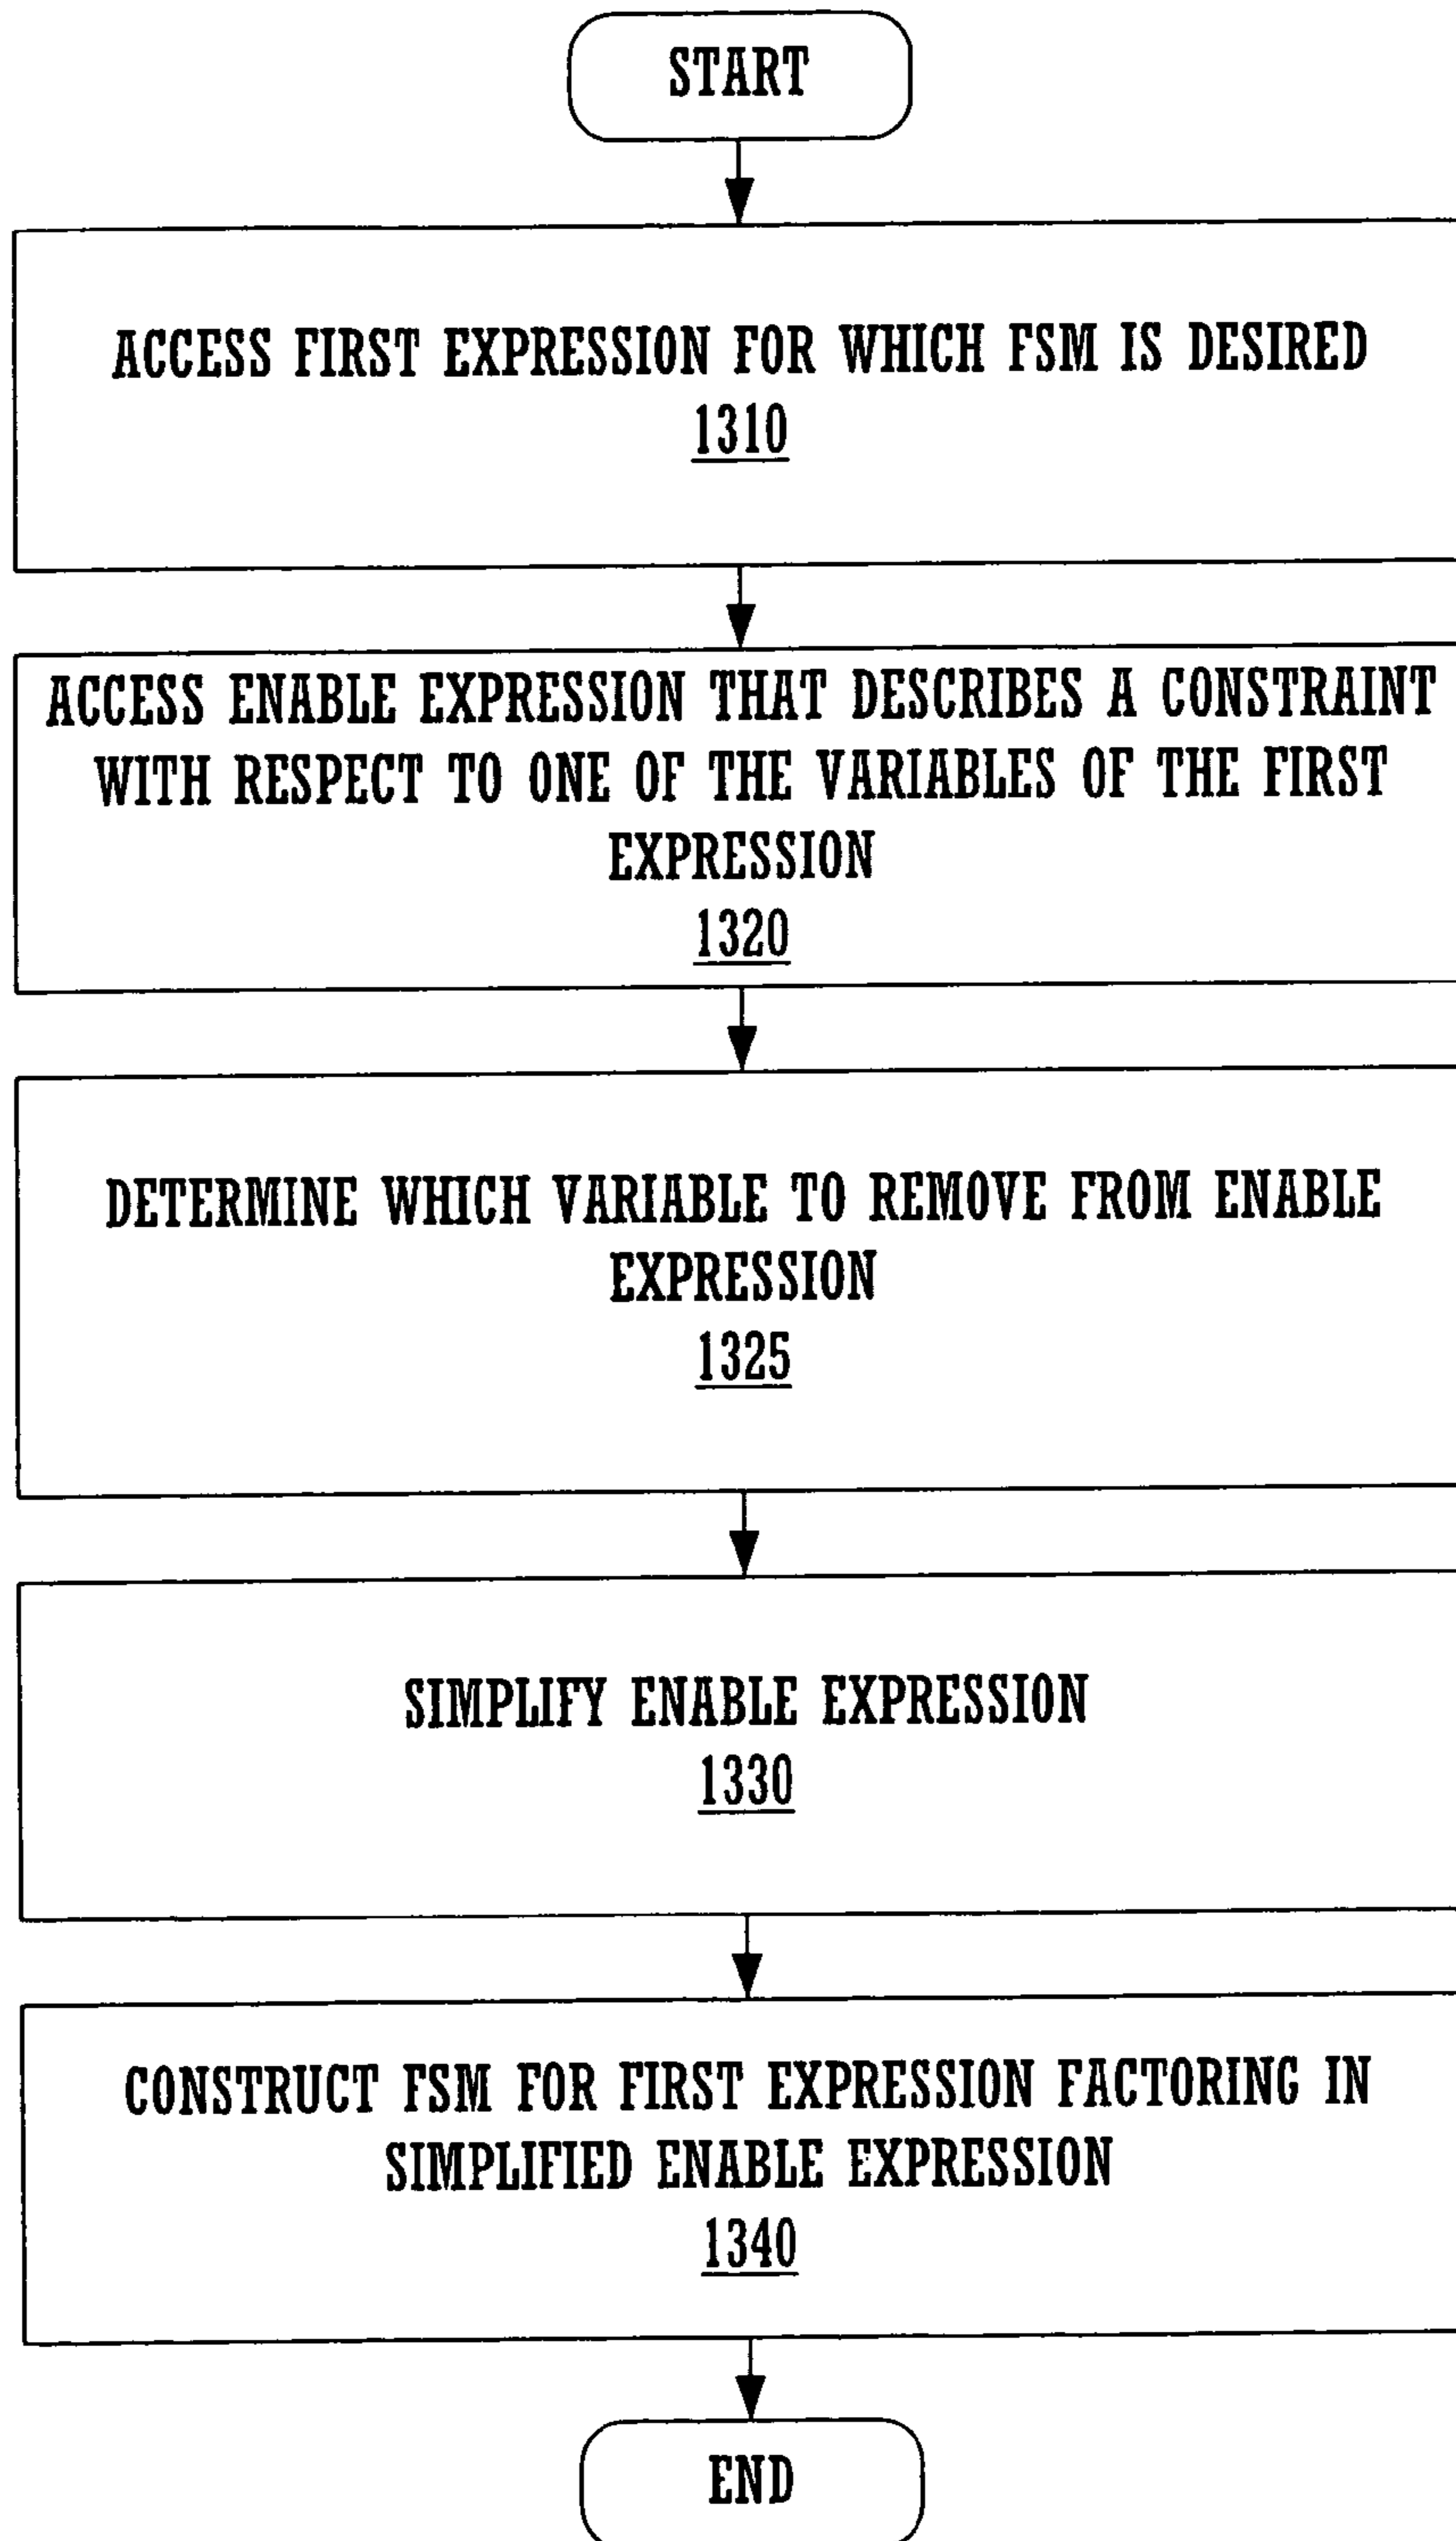 START
ACCESS FIRST EXPRESSION FOR WHICH FSM IS DESIRED
1310
ACCESS ENABLE EXPRESSION THAT DESCRIBES A CONSTRAINT
WITH RESPECT TO ONE OF THE VARIABLES OF THE FIRST
EXPRESSION
1320
DETERMINE WHICH VARIABLE TO REMOVE FROM ENABLE
EXPRESSION
1325
SIMPLIFY ENABLE EXPRESSION
1330
CONSTRUCT FSM FOR FIRST EXPRESSION FACTORING IN
SIMPLIFIED ENABLE EXPRESSION
1340
END